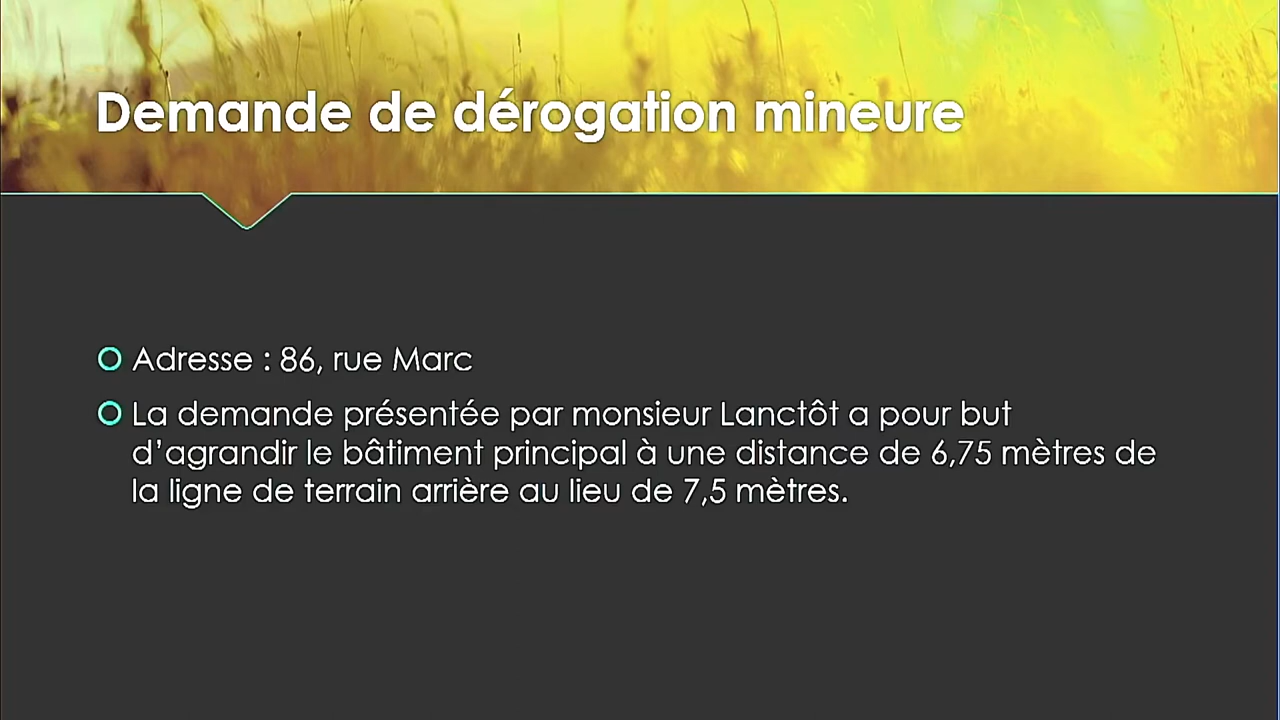 Demande de dérogation mineure
Adresse : 86, rue Marc
La demande présentée par monsieur Lanctôt a pour but
d’agrandir le bâtiment principal à une distance de 6,75 mètres de
la ligne de terrain arrière au lieu de 7,5 mètres.